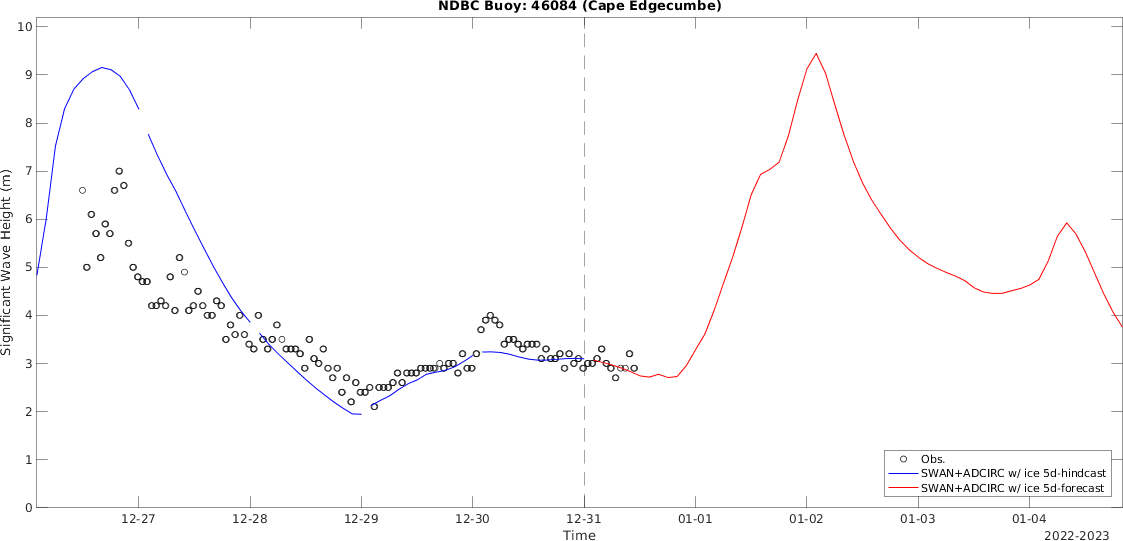 NDBC Buoy: 46084 (Cape Edgecumbe)
10
9
8
7
6
5
4
3
2
1
0
Significant Wave Height (m)
Obs.
SWAN+ADCIRC w/ ice 5d-hindcast
SWAN+ADCIRC w/ ice 5d-forecast
12-27 12-28 12-29 12-30 12-31 01-01 01-02 01-03 01-04
Time
2022-2023